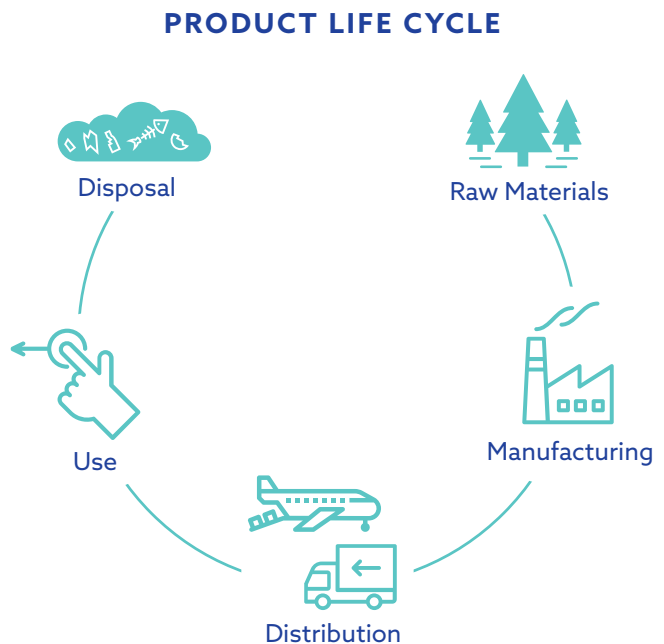 PRODUCT LIFE CYCLE
Disposal
Raw Materials
Manufacturing
Use
Distribution